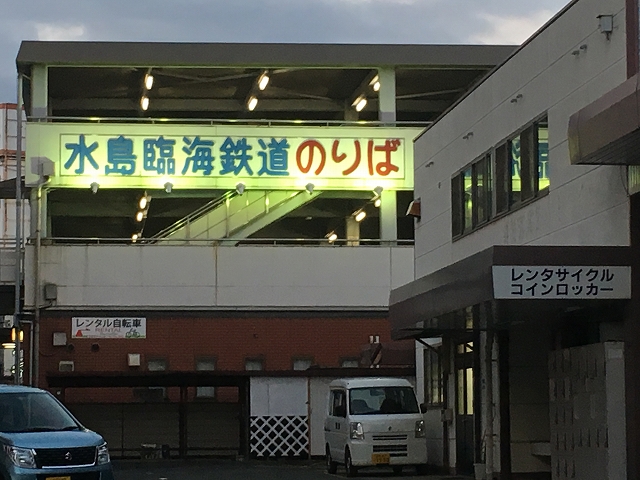 水島臨海鉄道のりば
レンタサイクル
コインロッカー
レンタル自転車